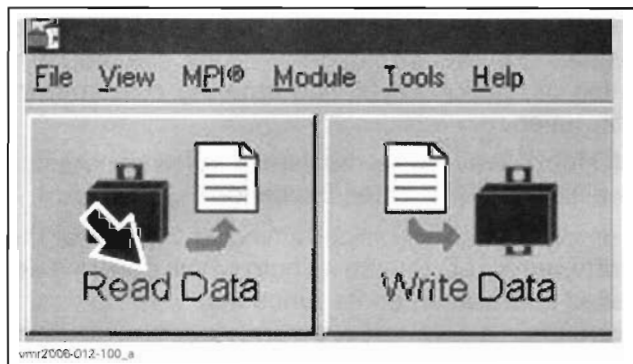 File View MPI® Module Tools Help
Read Data Write Data
vmr2006-012-100_a